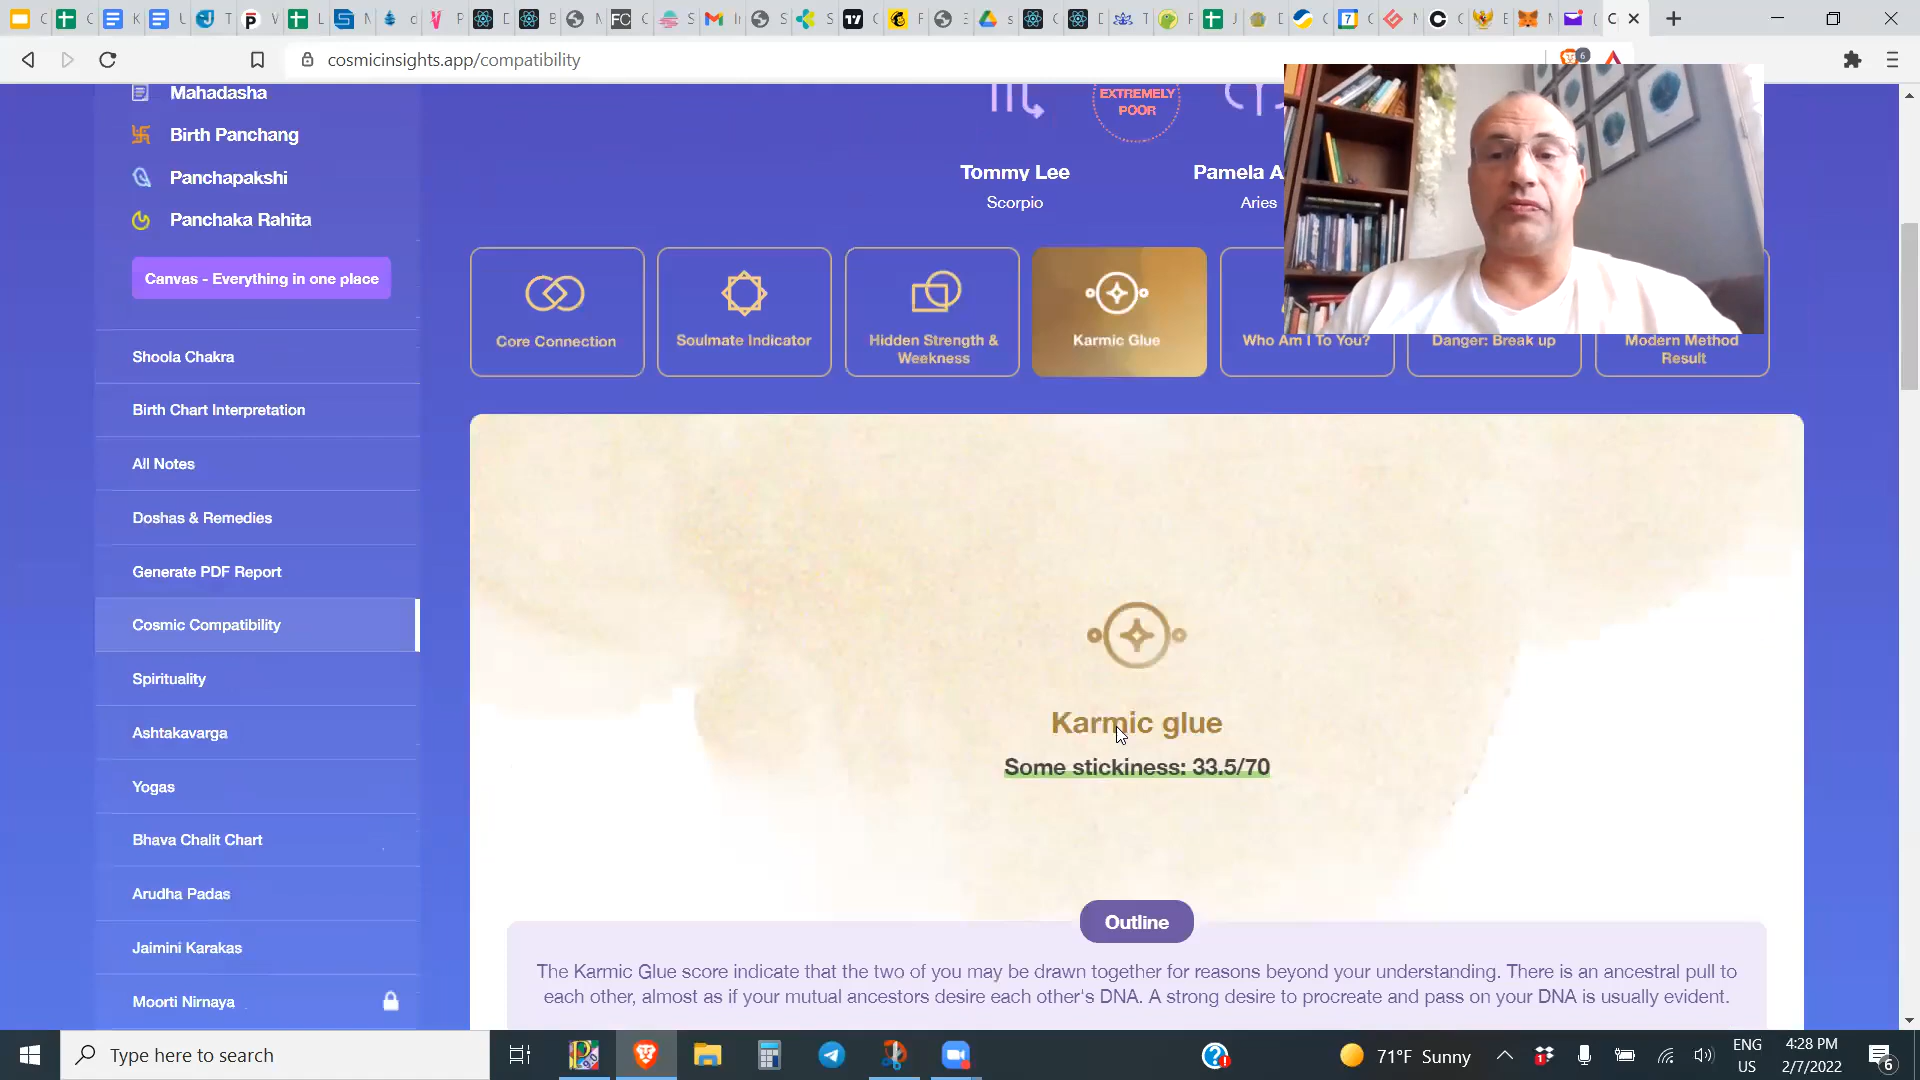 cosmicinsights.app/compatibility
6
Mahadasha
Birth Panchang
Panchapakshi
Panchaka Rahita
Canvas - Everything in one place
Shoola Chakra
Birth Chart Interpretation
All Notes
Doshas & Remedies
Generate PDF Report
Cosmic Compatibility
Spirituality
Ashtakavarga
Yogas
Bhava Chalit Chart
Arudha Padas
Jaimini Karakas
Moorti Nirnaya
EXTREMELY
POOR
Tommy Lee
Scorpio
Pamela A
Aries
Core Connection
Soulmate Indicator
Hidden Strength &
Weekness
Karmic Glue
Who Am I To You?
Danger: Break up
Modern Method
Result
Karmic glue
Some stickiness: 33.5/70
Outline
The Karmic Glue score indicate that the two of you may be drawn together for reasons beyond your understanding. There is an ancestral pull to
each other, almost as if your mutual ancestors desire each other's DNA. A strong desire to procreate and pass on your DNA is usually evident.
Type here to search
71°F Sunny
ENG
US
4:28 PM
2/7/2022
6